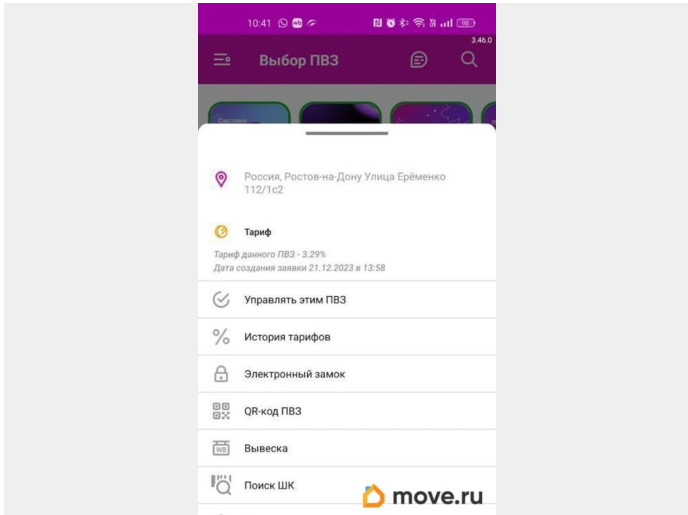 10:41
98
3.46.0
Выбор ПВЗ
Россия, Ростов-на-Дону Улица Ерёменко
112/1с2
Тариф
Тариф данного ПВЗ - 3.29%
Дата создания заявки 21.12.2023 в 13:58
Управлять этим ПВЗ
История тарифов
Электронный замок
QR-код ПВЗ
WB
Вывеска
Поиск ШК
move.ru